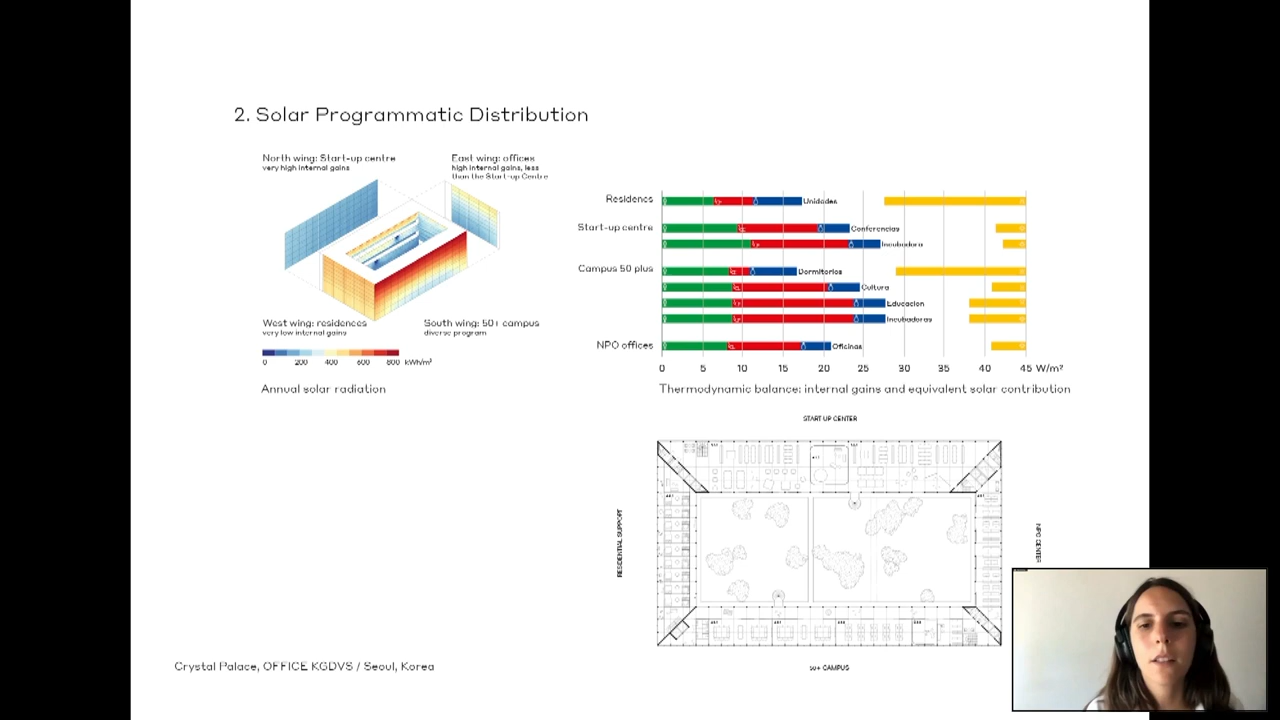 2. Solar Programmatic Distribution
North wing: Start-up centre
very high internal gains
East wing: offices
high internal gains, less
than the Start-up Centre
West wing: residences
very low internal gains
South wing: 50+ campus
diverse program
0 200 400 600 800 kWh/m²
Annual solar radiation
Residence
Unidades
Start-up centre
Conferencias
Incubadora
Campus 50 plus
Dormitorios
Cultura
Educacion
Incubadoras
NPO offices
Oficinas
0 5 10 15 20 25 30 35 40 45 W/m²
Thermodynamic balance: internal gains and equivalent solar contribution
START UP CENTER
RESIDENTIAL SUPPORT
NPO CENTER
50+ CAMPUS
Crystal Palace, OFFICE KGDVS / Seoul, Korea